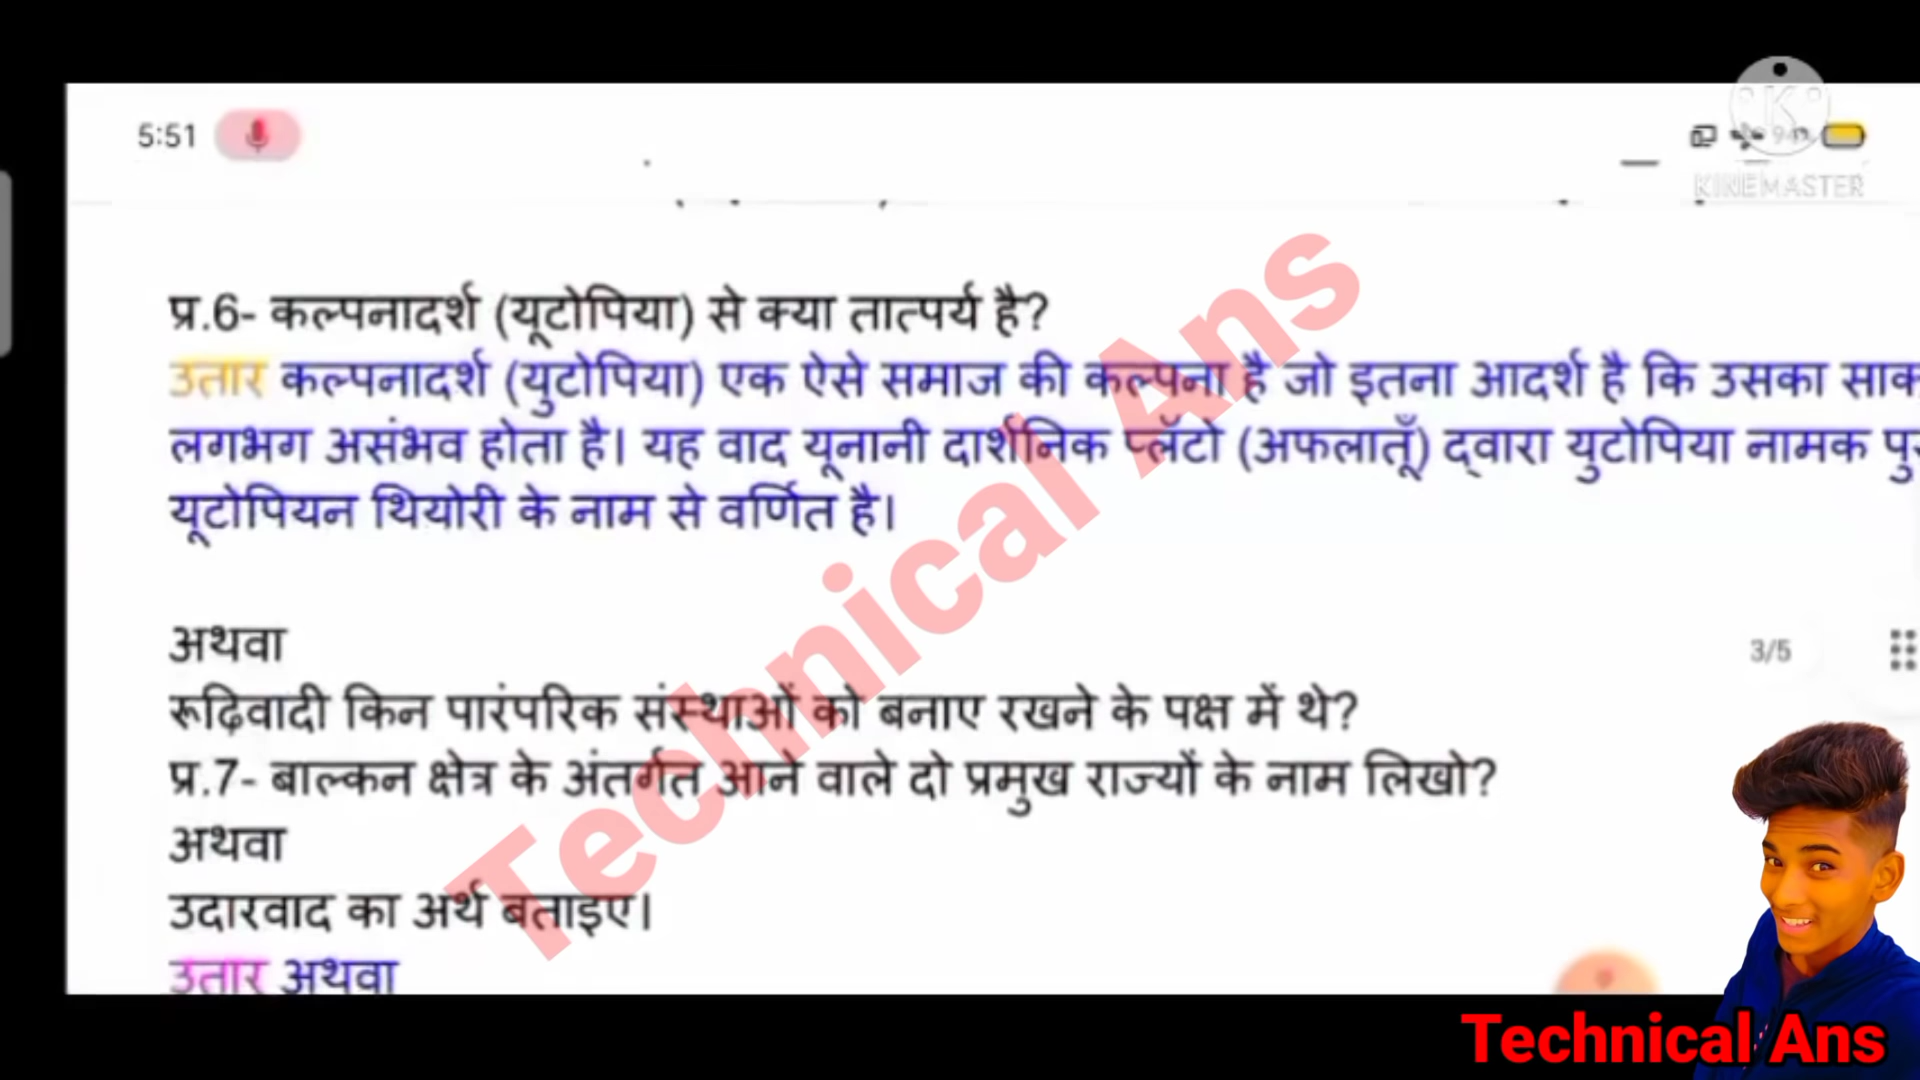 5:51
KINEMASTER
प्र.6- कल्पनादर्श (यूटोपिया) से क्या तात्पर्य है?
उतार कल्पनादर्श (युटोपिया) एक ऐसे समाज की कल्पना है जो इतना आदर्श है कि उसका
लगभग असंभव होता है। यह वाद यूनानी दार्शनिक प्लॅटो (अफलातूँ) द्वारा युटोपिया नामक
यूटोपियन थियोरी के नाम से वर्णित है।
अथवा
3/5
रूढ़िवादी किन पारंपरिक संस्थाओं को बनाए रखने के पक्ष में थे?
प्र.7- बाल्कन क्षेत्र के अंतर्गत आने वाले दो प्रमुख राज्यों के नाम लिखो?
अथवा
उदारवाद का अर्थ बताइए।
उतार अथवा
Technical Ans
Technical Ans